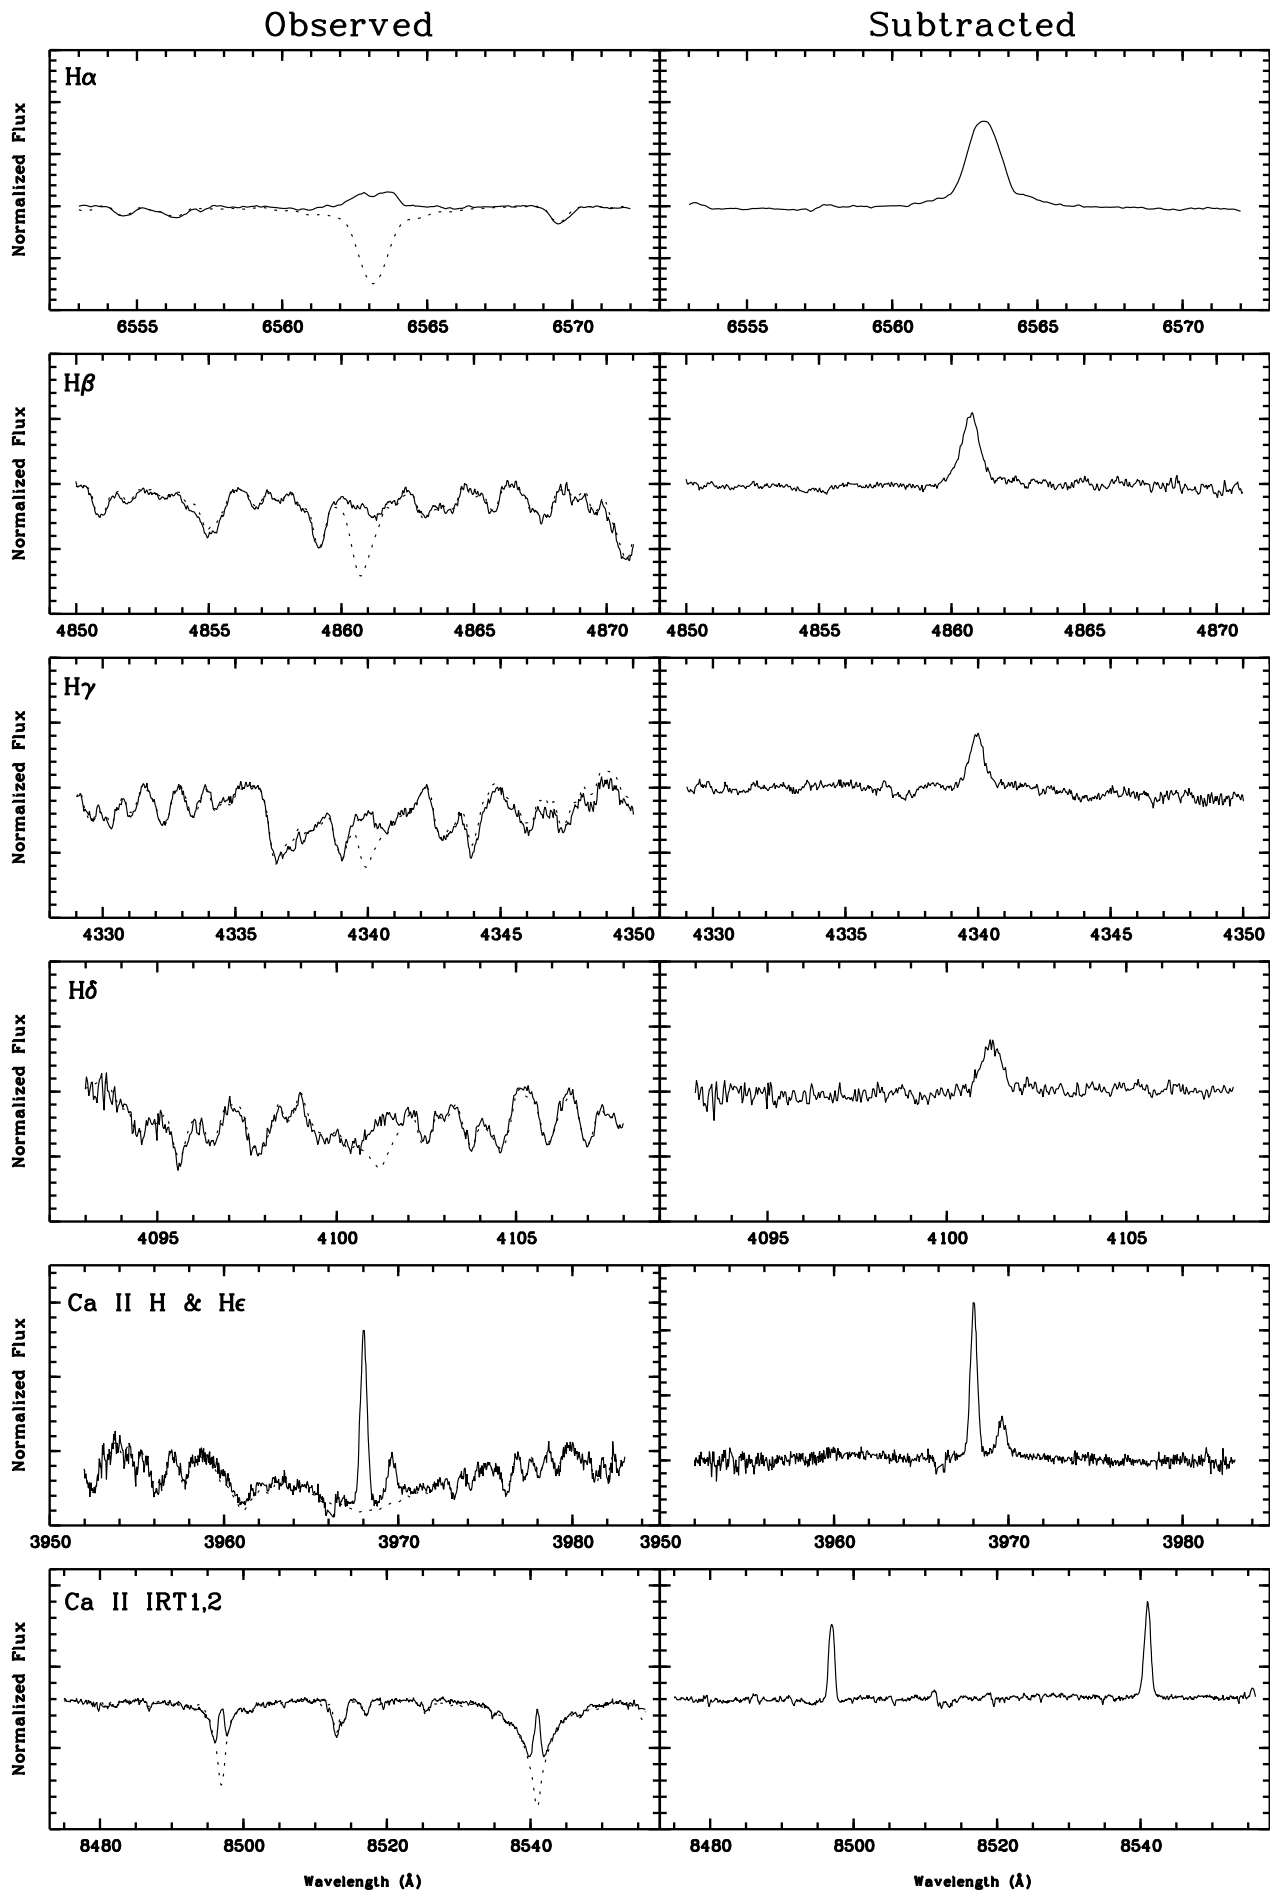 Observed Subtracted
Hα
Normalized Flux
6555 6560 6565 6570 6555 6560 6565 6570
Hβ
Normalized Flux
4850 4855 4860 4865 4870 4850 4855 4860 4865 4870
Hγ
Normalized Flux
4330 4335 4340 4345 4350 4330 4335 4340 4345 4350
Hδ
Normalized Flux
4095 4100 4105 4095 4100 4105
Ca II H & Hϵ
Normalized Flux
3950 3960 3970 3980 3950 3960 3970 3980
Ca II IRT1,2
Normalized Flux
8480 8500 8520 8540 8480 8500 8520 8540
Wavelength (Å) Wavelength (Å)